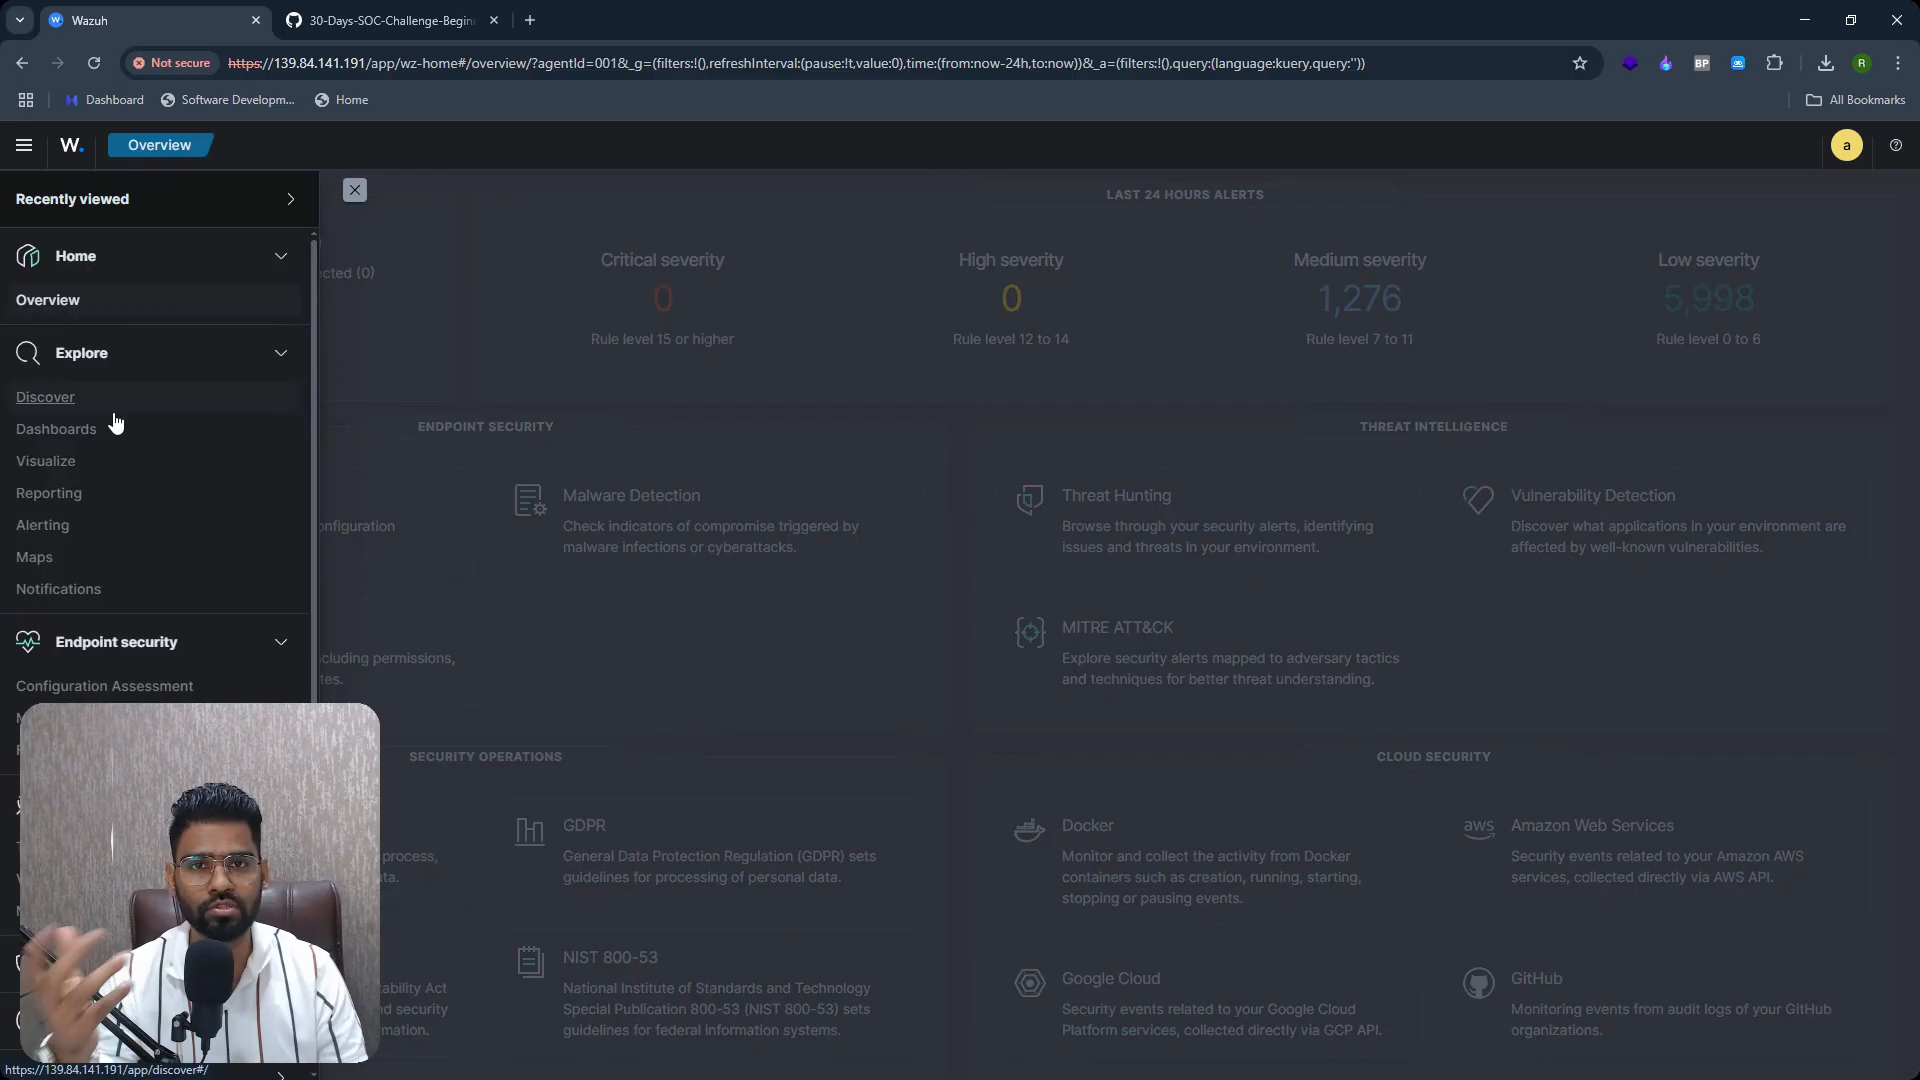 Wazuh
30-Days-SOC-Challenge-Begin
Not secure
https://139.84.141.191/app/wz-home#/overview/?agentId=001&_g=(filters:!(),refreshInterval:(pause:!t,value:0),time:(from:now-24h,to:now))&_a=(filters:!(),query:(language:kuery,query:''))
BP
R
Dashboard
Software Developm...
Home
All Bookmarks
W.
Overview
a
Recently viewed
Home
Overview
Explore
Discover
Dashboards
Visualize
Reporting
Alerting
Maps
Notifications
Endpoint security
Configuration Assessment
https://139.84.141.191/app/discover#/
ected (0)
LAST 24 HOURS ALERTS
Critical severity
0
Rule level 15 or higher
High severity
0
Rule level 12 to 14
Medium severity
1,276
Rule level 7 to 11
Low severity
5,998
Rule level 0 to 6
ENDPOINT SECURITY
onfiguration
Malware Detection
Check indicators of compromise triggered by
malware infections or cyberattacks.
cluding permissions,
tes.
THREAT INTELLIGENCE
Threat Hunting
Browse through your security alerts, identifying
issues and threats in your environment.
Vulnerability Detection
Discover what applications in your environment are
affected by well-known vulnerabilities.
MITRE ATT&CK
Explore security alerts mapped to adversary tactics
and techniques for better threat understanding.
SECURITY OPERATIONS
process,
ta.
GDPR
General Data Protection Regulation (GDPR) sets
guidelines for processing of personal data.
tability Act
nd security
mation.
NIST 800-53
National Institute of Standards and Technology
Special Publication 800-53 (NIST 800-53) sets
guidelines for federal information systems.
CLOUD SECURITY
Docker
Monitor and collect the activity from Docker
containers such as creation, running, starting,
stopping or pausing events.
aws
Amazon Web Services
Security events related to your Amazon AWS
services, collected directly via AWS API.
Google Cloud
Security events related to your Google Cloud
Platform services, collected directly via GCP API.
GitHub
Monitoring events from audit logs of your GitHub
organizations.